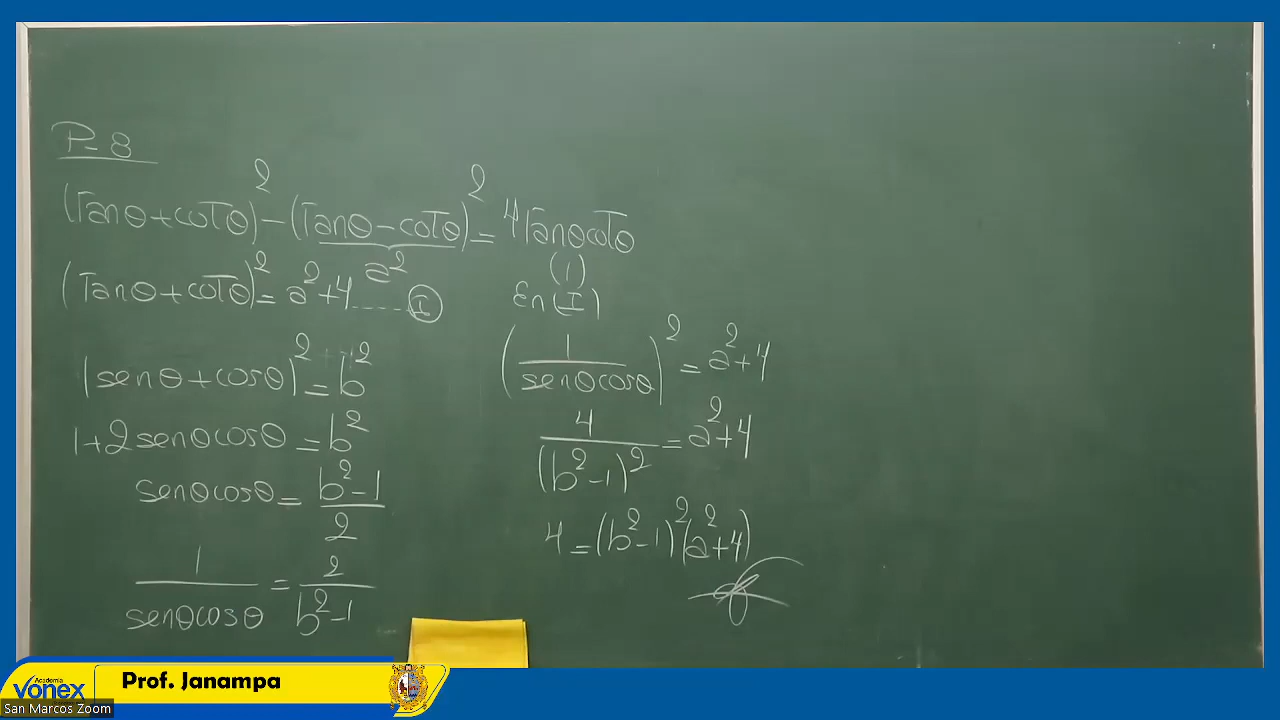 P-8
(Tanθ+coTθ)²-(Tanθ-coTθ)²=4TanθcoTθ
a²
(1)
(Tanθ+coTθ)²=a²+4.....(I)
(senθ+cosθ)²=b²
1+2senθcosθ=b²
senθcosθ=(b²-1)/2
1/(senθcosθ)=2/(b²-1)
En (I)
(1/(senθcosθ))²=a²+4
4/(b²-1)²=a²+4
4=(b²-1)²(a²+4)
Academia
vonex
Prof. Janampa
San Marcos Zoom